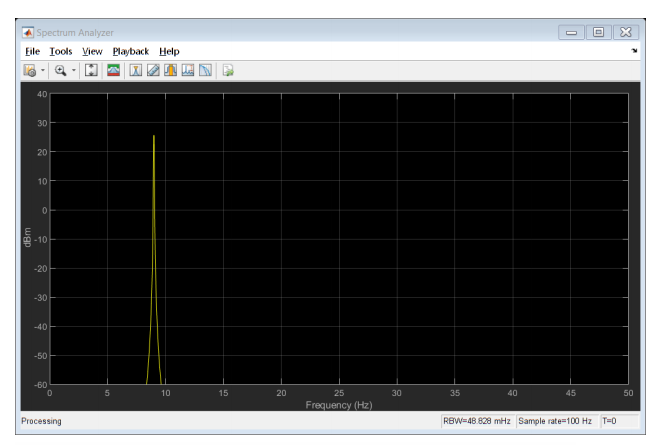 Spectrum Analyzer
File Tools View Playback Help
40
30
20
10
0
-10
-20
-30
-40
-50
-60
dBm
0 5 10 15 20 25 30 35 40 45 50
Frequency (Hz)
Processing RBW=48.828 mHz Sample rate=100 Hz T=0